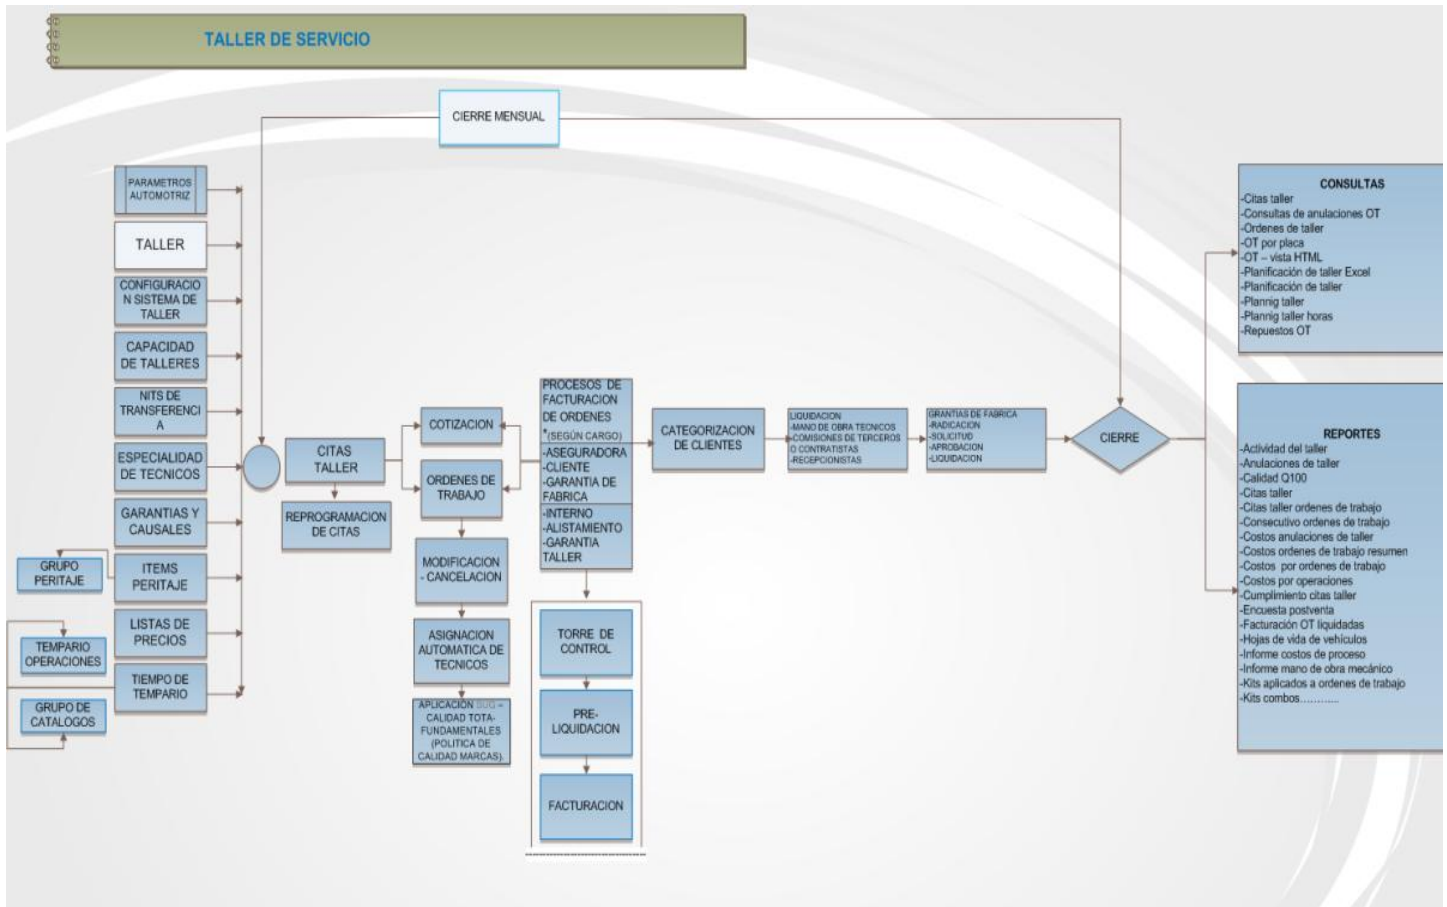 TALLER DE SERVICIO
CIERRE MENSUAL
PARAMETROS
AUTOMOTRIZ
TALLER
CONFIGURACIO
N SISTEMA DE
TALLER
CAPACIDAD
DE TALLERES
NITS DE
TRANSFERENCI
A
ESPECIALIDAD
DE TECNICOS
GARANTIAS Y
CAUSALES
ITEMS
PERITAJE
GRUPO
PERITAJE
LISTAS DE
PRECIOS
TEMPARIO
OPERACIONES
TIEMPO DE
TEMPARIO
GRUPO DE
CATALOGOS
CITAS
TALLER
REPROGRAMACION
DE CITAS
COTIZACION
ORDENES DE
TRABAJO
MODIFICACION
- CANCELACION
ASIGNACION
AUTOMATICA DE
TECNICOS
APLICACIÓN SUG –
CALIDAD TOTA-
FUNDAMENTALES
(POLITICA DE
CALIDAD MARCAS).
PROCESOS DE
FACTURACION
DE ORDENES
*(SEGÚN CARGO)
-ASEGURADORA
-CLIENTE
-GARANTIA DE
FABRICA
-INTERNO
-ALISTAMIENTO
-GARANTIA
TALLER
TORRE DE
CONTROL
PRE-
LIQUIDACION
FACTURACION
CATEGORIZACION
DE CLIENTES
LIQUIDACION
-MANO DE OBRA TECNICOS
-COMISIONES DE TERCEROS
O CONTRATISTAS
-RECEPCIONISTAS
GRANTIAS DE FABRICA
-RADICACION
-SOLICITUD
-APROBACION
-LIQUIDACION
CIERRE
CONSULTAS
-Citas taller
-Consultas de anulaciones OT
-Ordenes de taller
-OT por placa
-OT – vista HTML
-Planificación de taller Excel
-Planificación de taller
-Plannig taller
-Plannig taller horas
-Repuestos OT
REPORTES
-Actividad del taller
-Anulaciones de taller
-Calidad Q100
-Citas taller
-Citas taller ordenes de trabajo
-Consecutivo ordenes de trabajo
-Costos anulaciones de taller
-Costos ordenes de trabajo resumen
-Costos por ordenes de trabajo
-Costos por operaciones
-Cumplimiento citas taller
-Encuesta postventa
-Facturación OT liquidadas
-Hojas de vida de vehículos
-Informe costos de proceso
-Informe mano de obra mecánico
-Kits aplicados a ordenes de trabajo
-Kits combos………....